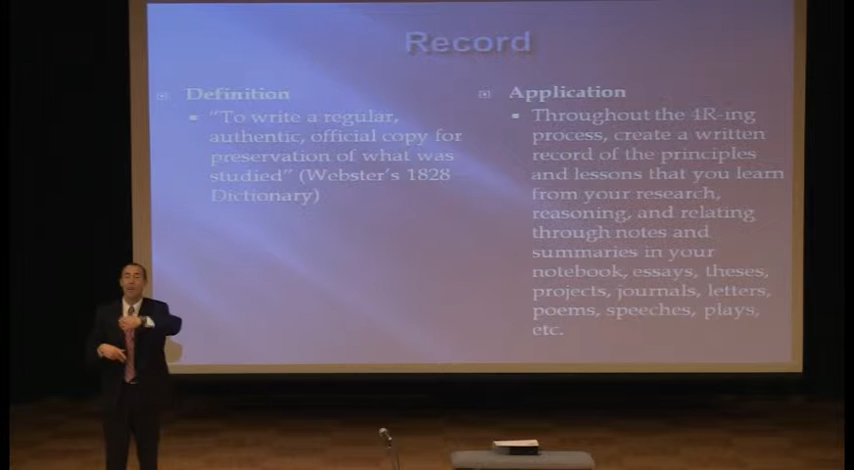 Record
Definition
"To write a regular,
authentic, official copy for
preservation of what was
studied" (Webster's 1828
Dictionary)
Application
Throughout the 4R-ing
process, create a written
record of the principles
and lessons that you learn
from your research,
reasoning, and relating
through notes and
summaries in your
notebook, essays, theses,
projects, journals, letters,
poems, speeches, plays,
etc.